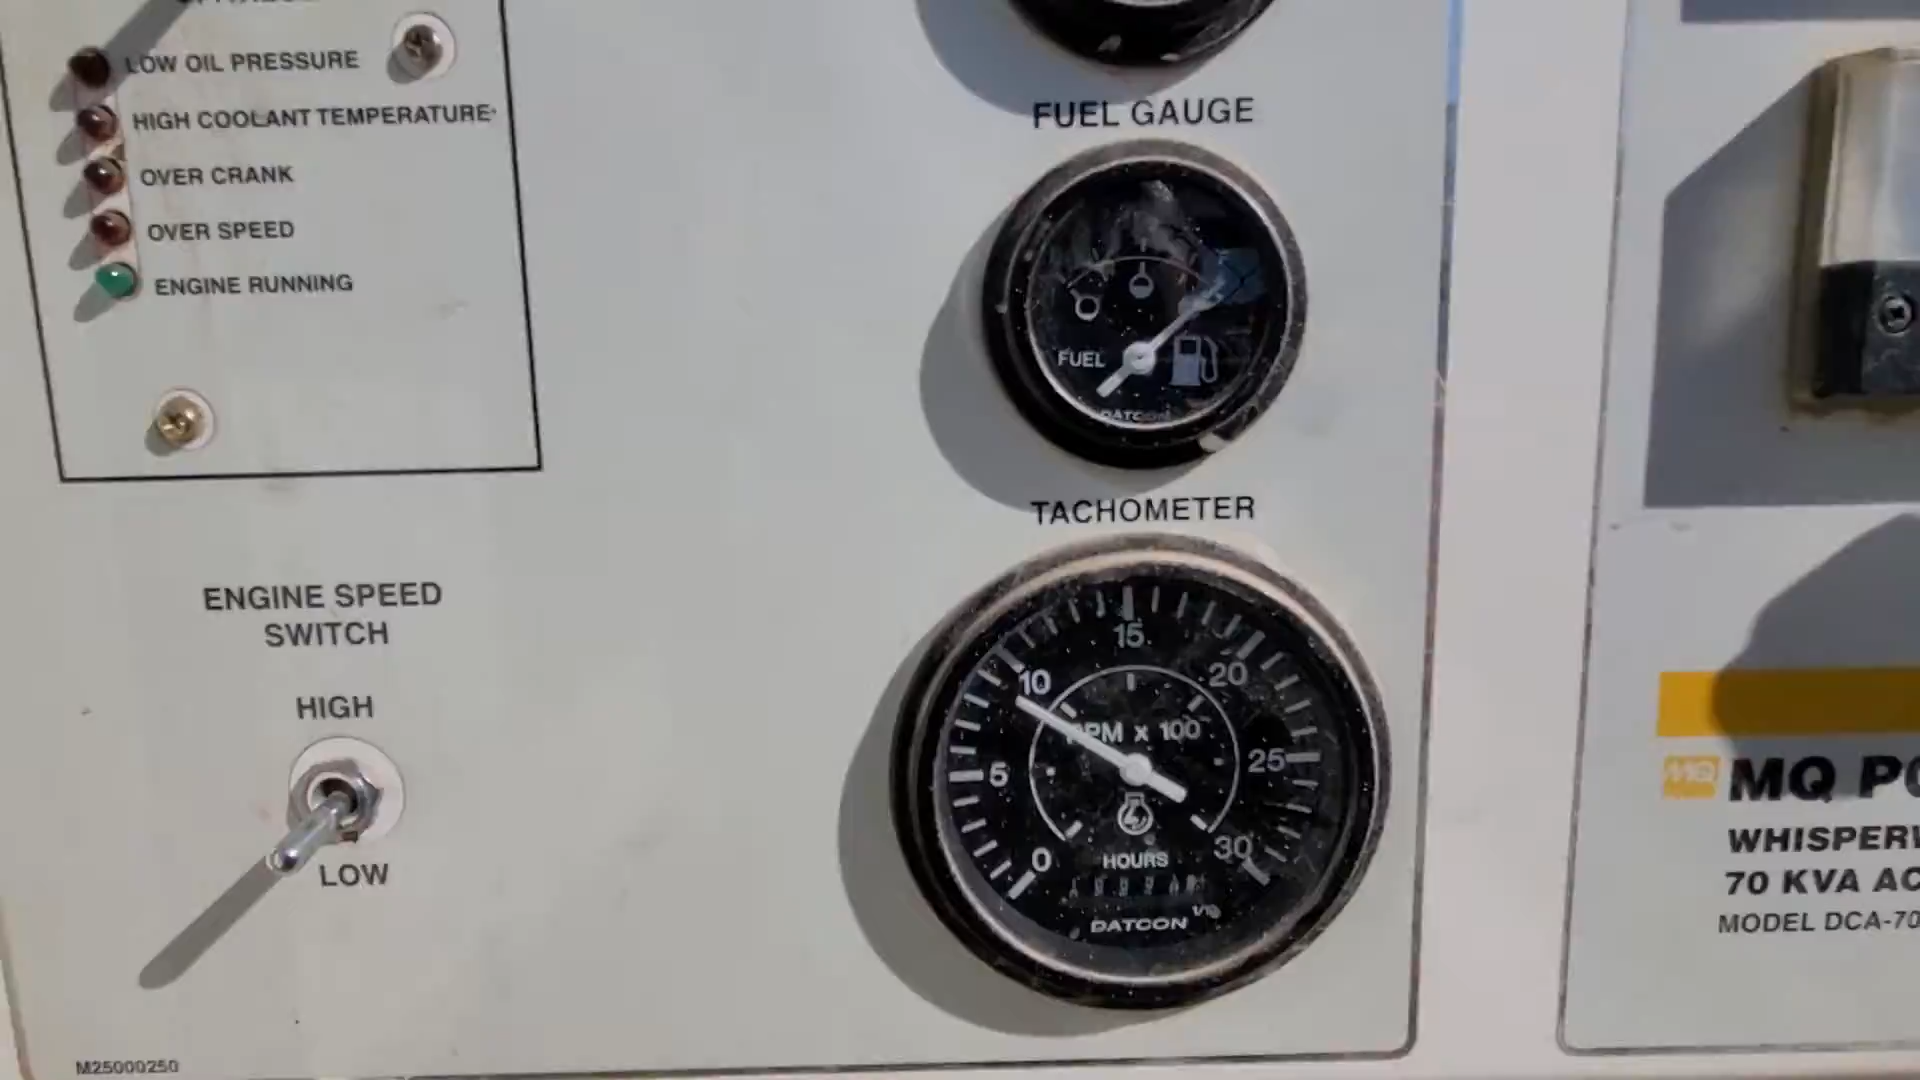 LOW OIL PRESSURE
HIGH COOLANT TEMPERATURE
OVER CRANK
OVER SPEED
ENGINE RUNNING
FUEL GAUGE
FUEL
DATCON
TACHOMETER
15
10
20
RPM x 100
5
25
0
30
HOURS
DATCON
ENGINE SPEED
SWITCH
HIGH
LOW
M25000250
MQ
MQ
70 KVA AC
MODEL DCA-70